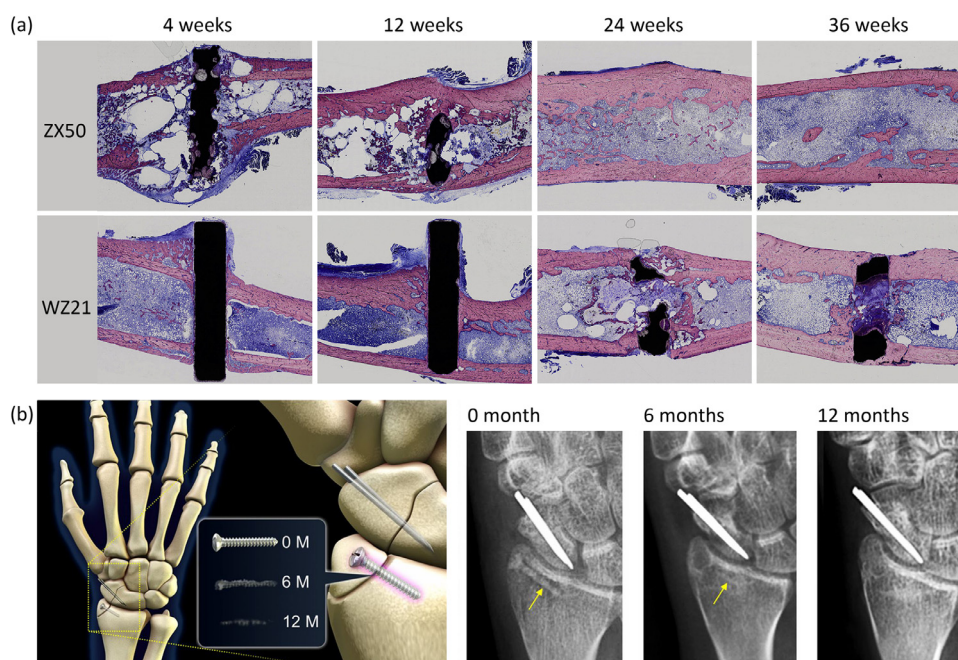 (a)
4 weeks
12 weeks
24 weeks
36 weeks
ZX50
WZ21
(b)
0 M
6 M
12 M
0 month
6 months
12 months